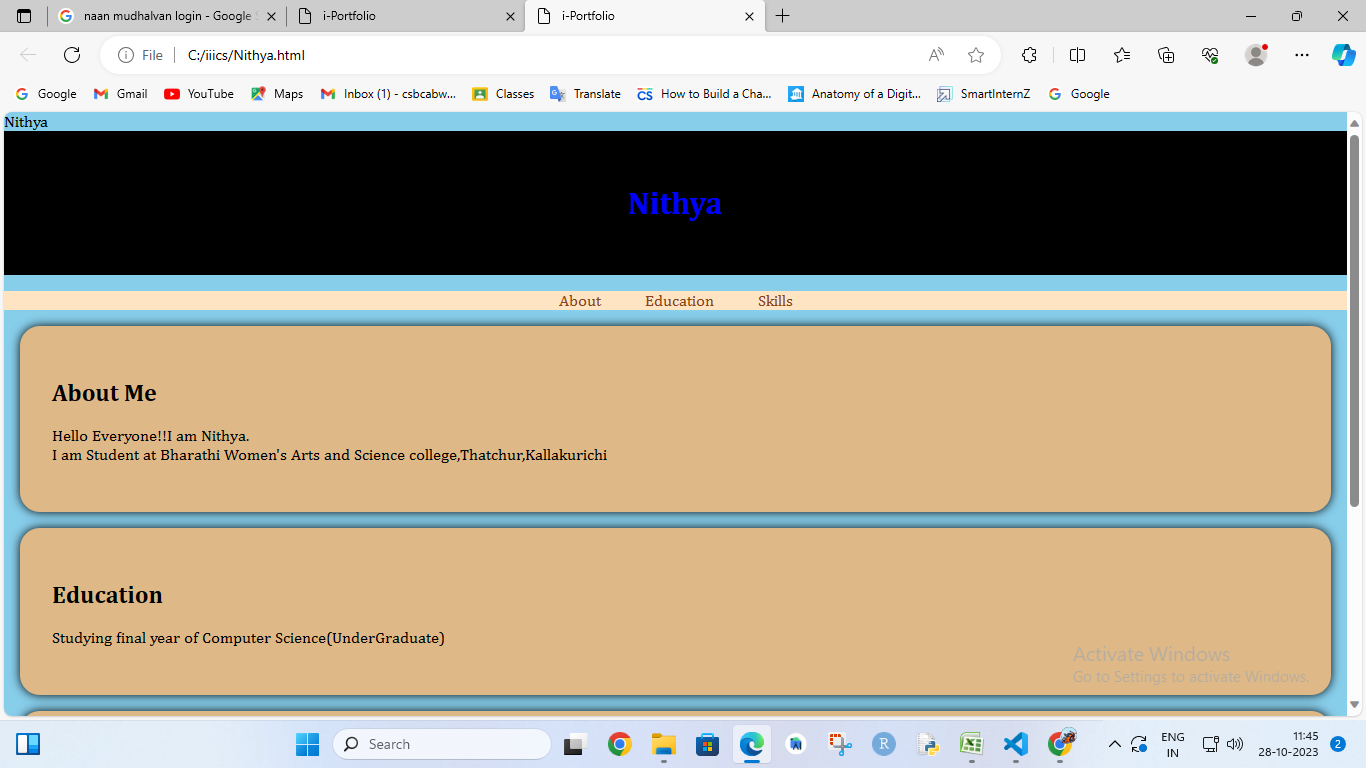 naan mudhalvan login - Google S
i-Portfolio
i-Portfolio
File
C:/iiics/Nithya.html
Google
Gmail
YouTube
Maps
Inbox (1) - csbcabw...
Classes
Translate
How to Build a Cha...
Anatomy of a Digit...
SmartInternZ
Google
Nithya
Nithya
About Education Skills
About Me
Hello Everyone!!I am Nithya.
I am Student at Bharathi Women's Arts and Science college,Thatchur,Kallakurichi
Education
Studying final year of Computer Science(UnderGraduate)
Activate Windows
Go to Settings to activate Windows.
Search
ENG
IN
11:45
28-10-2023
2